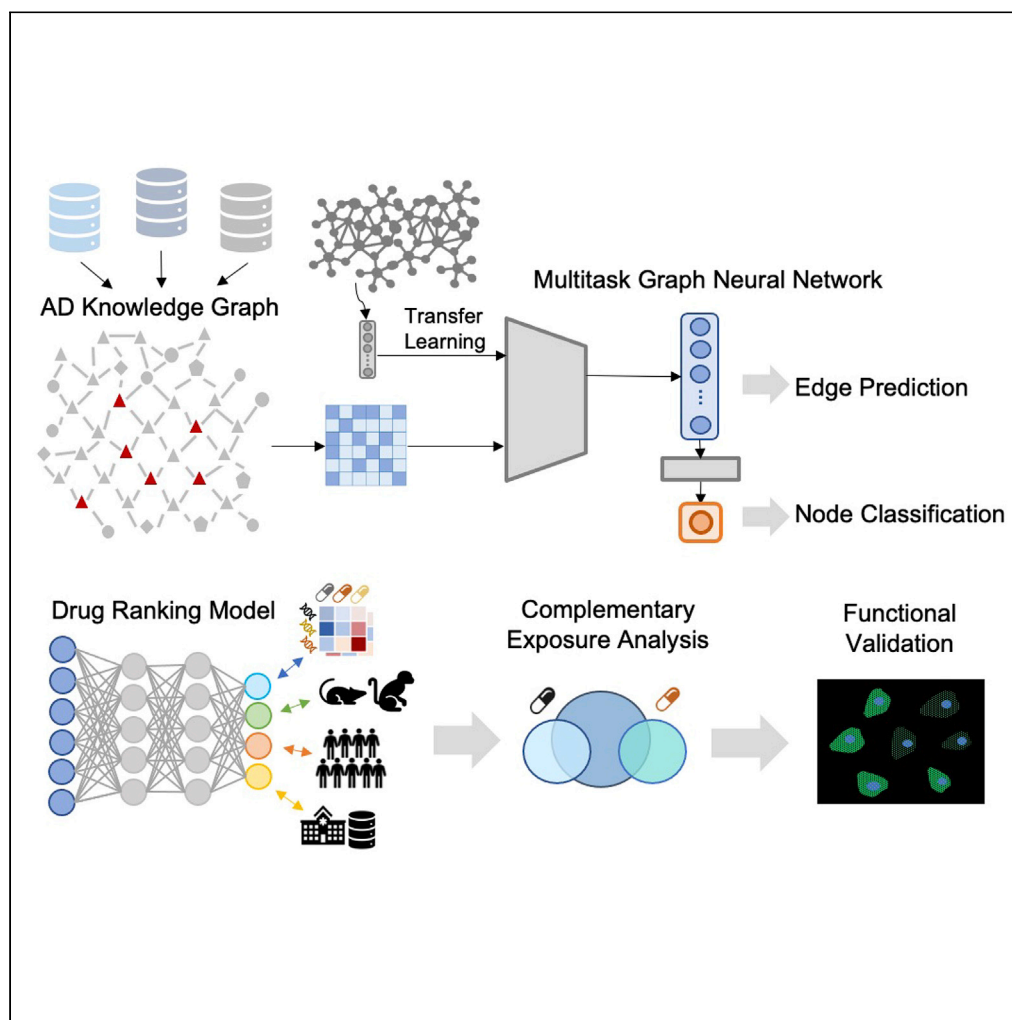 AD Knowledge Graph
Transfer
Learning
Multitask Graph Neural Network
Edge Prediction
Node Classification
Drug Ranking Model
Complementary
Exposure Analysis
Functional
Validation